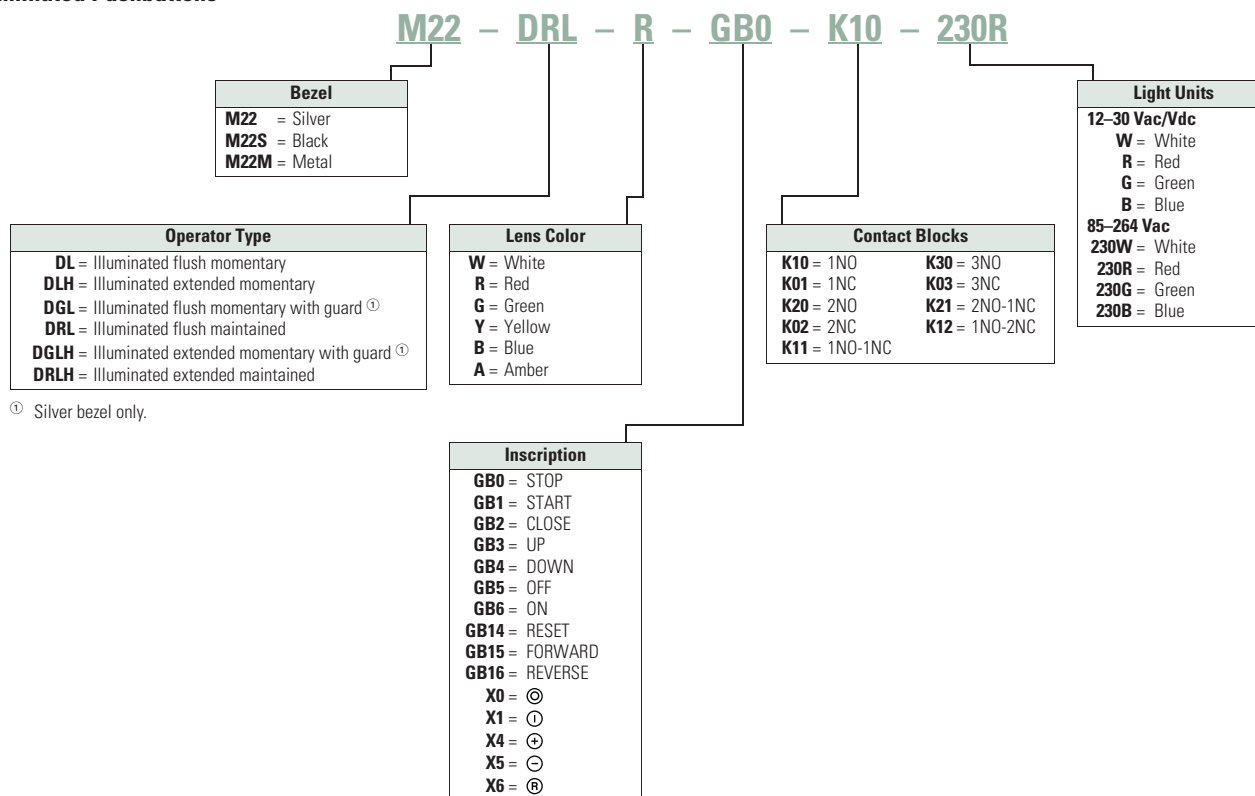 M22 – DRL – R – GB0 – K10 – 230R
Bezel
M22 = Silver
M22S = Black
M22M = Metal
Operator Type
DL = Illuminated flush momentary
DLH = Illuminated extended momentary
DGL = Illuminated flush momentary with guard ①
DRL = Illuminated flush maintained
DGLH = Illuminated extended momentary with guard ①
DRLH = Illuminated extended maintained
① Silver bezel only.
Lens Color
W = White
R = Red
G = Green
Y = Yellow
B = Blue
A = Amber
Inscription
GB0 = STOP
GB1 = START
GB2 = CLOSE
GB3 = UP
GB4 = DOWN
GB5 = OFF
GB6 = ON
GB14 = RESET
GB15 = FORWARD
GB16 = REVERSE
X0 = ◎
X1 = ⏼
X4 = ⊕
X5 = ⊖
X6 = Ⓡ
Contact Blocks
K10 = 1NO
K01 = 1NC
K20 = 2NO
K02 = 2NC
K11 = 1NO-1NC
K30 = 3NO
K03 = 3NC
K21 = 2NO-1NC
K12 = 1NO-2NC
Light Units
12–30 Vac/Vdc
W = White
R = Red
G = Green
B = Blue
85–264 Vac
230W = White
230R = Red
230G = Green
230B = Blue